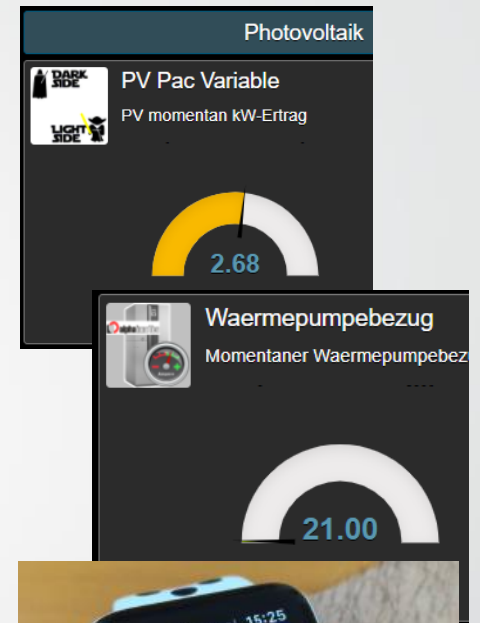 Photovoltaik
DARK
SIDE
LIGHT
SIDE
PV Pac Variable
PV momentan kW-Ertrag
2.68
Waermepumpebezug
Momentaner Waermepumpebez
21.00
15:25